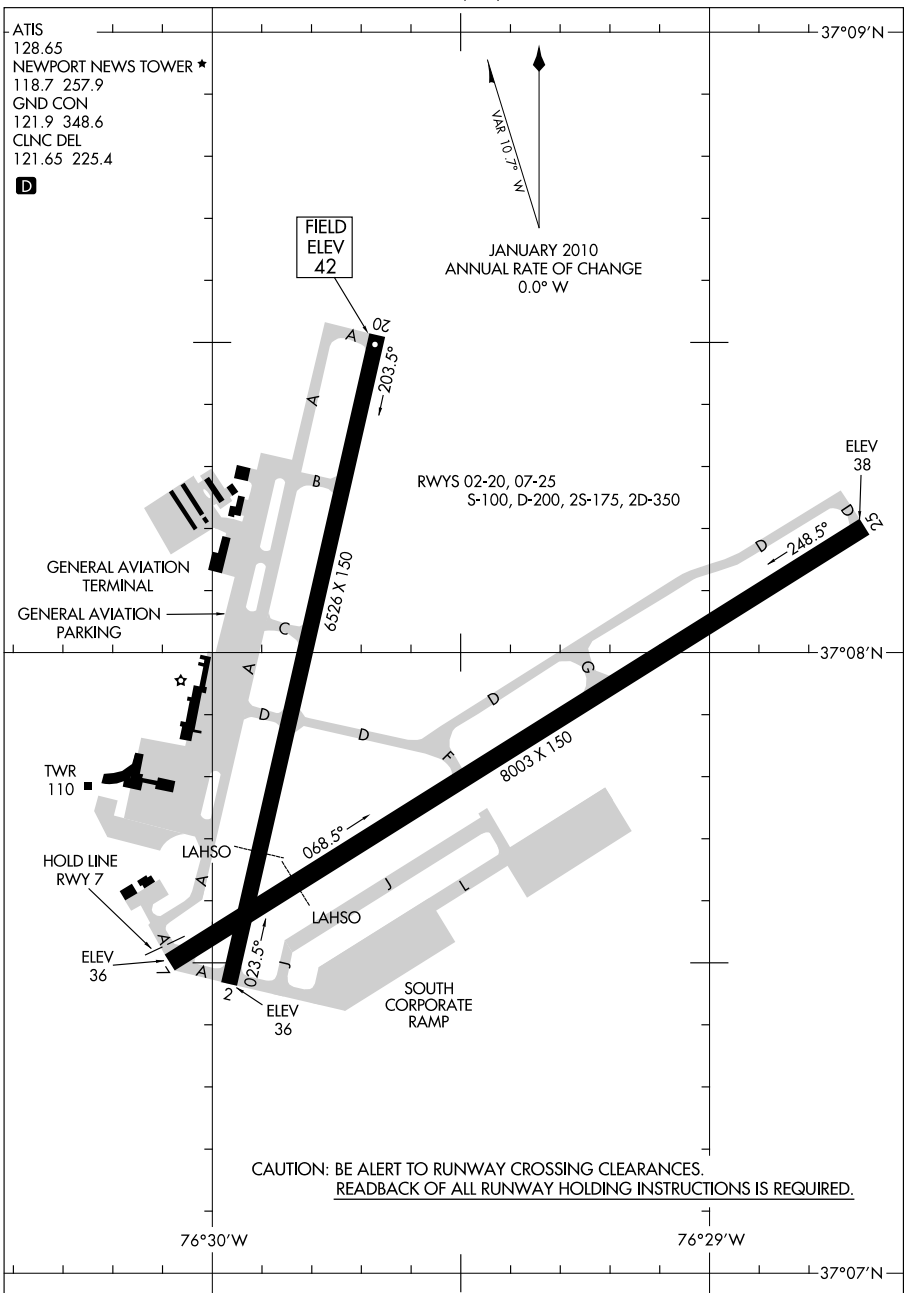 ATIS
128.65
NEWPORT NEWS TOWER ★
118.7 257.9
GND CON
121.9 348.6
CLNC DEL
121.65 225.4
D
37°09'N
VAR 10.7° W
JANUARY 2010
ANNUAL RATE OF CHANGE
0.0° W
FIELD
ELEV
42
A
20
203.5°
A
ELEV
38
B
RWYS 02-20, 07-25
S-100, D-200, 2S-175, 2D-350
D
25
248.5°
D
GENERAL AVIATION
TERMINAL
GENERAL AVIATION
PARKING
6526 X 150
C
37°08'N
A
G
D
D
D
F
8003 X 150
TWR
110
068.5°
LAHSO
HOLD LINE
RWY 7
A
J
L
LAHSO
A
023.5°
ELEV
36
7
A
J
2
ELEV
36
SOUTH
CORPORATE
RAMP
CAUTION: BE ALERT TO RUNWAY CROSSING CLEARANCES.
READBACK OF ALL RUNWAY HOLDING INSTRUCTIONS IS REQUIRED.
76°30'W
76°29'W
37°07'N